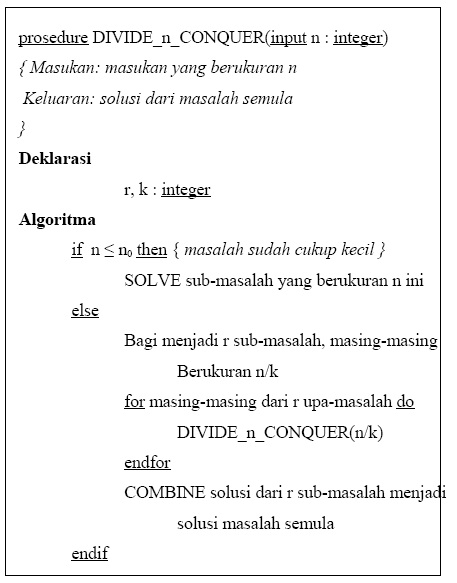 prosedure DIVIDE_n_CONQUER(input n : integer)
{ Masukan: masukan yang berukuran n
Keluaran: solusi dari masalah semula
}
Deklarasi
r, k : integer
Algoritma
if n ≤ n₀ then { masalah sudah cukup kecil }
SOLVE sub-masalah yang berukuran n ini
else
Bagi menjadi r sub-masalah, masing-masing
Berukuran n/k
for masing-masing dari r upa-masalah do
DIVIDE_n_CONQUER(n/k)
endfor
COMBINE solusi dari r sub-masalah menjadi
solusi masalah semula
endif